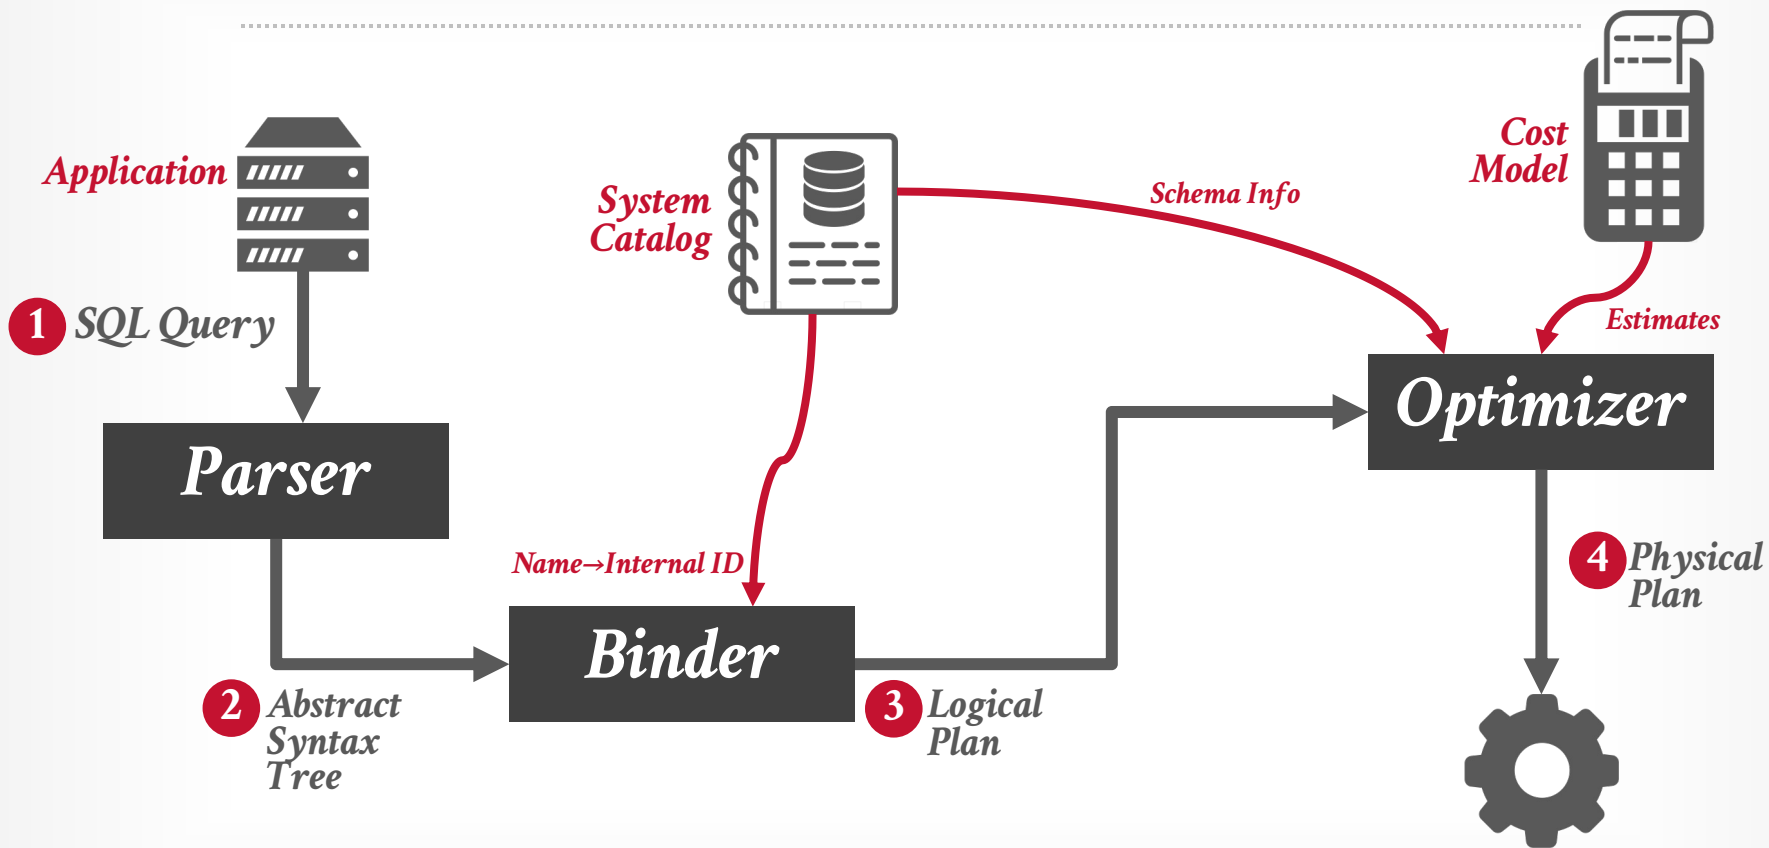 Application
1 SQL Query
Parser
2 Abstract
Syntax
Tree
System
Catalog
Name→Internal ID
Binder
3 Logical
Plan
Schema Info
Cost
Model
Estimates
Optimizer
4 Physical
Plan